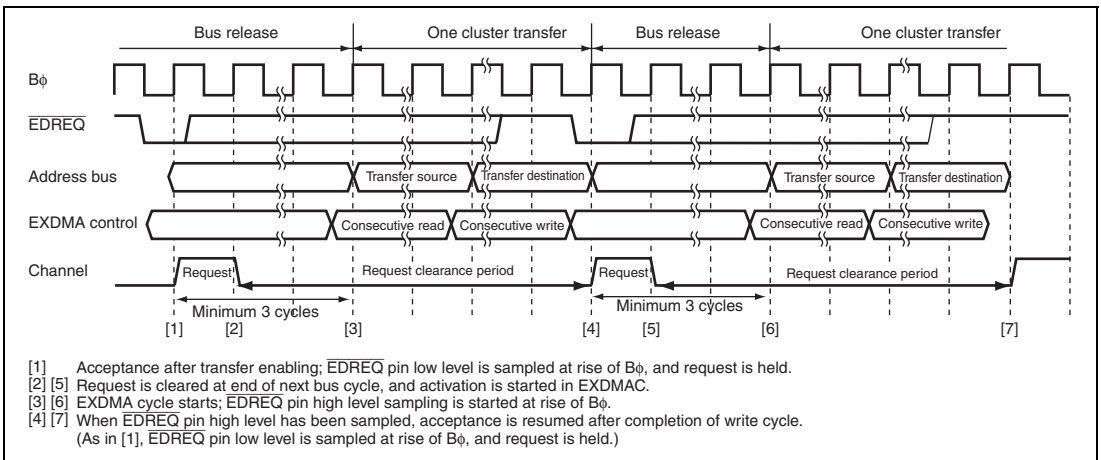 Bus release One cluster transfer Bus release One cluster transfer
Bφ
EDREQ
Address bus Transfer source Transfer destination Transfer source Transfer destination
EXDMA control Consecutive read Consecutive write Consecutive read Consecutive write
Channel Request Request clearance period Request Request clearance period
Minimum 3 cycles Minimum 3 cycles
[1] [2] [3] [4] [5] [6] [7]
[1] Acceptance after transfer enabling; EDREQ pin low level is sampled at rise of Bφ, and request is held.
[2] [5] Request is cleared at end of next bus cycle, and activation is started in EXDMAC.
[3] [6] EXDMA cycle starts; EDREQ pin high level sampling is started at rise of Bφ.
[4] [7] When EDREQ pin high level has been sampled, acceptance is resumed after completion of write cycle.
(As in [1], EDREQ pin low level is sampled at rise of Bφ, and request is held.)